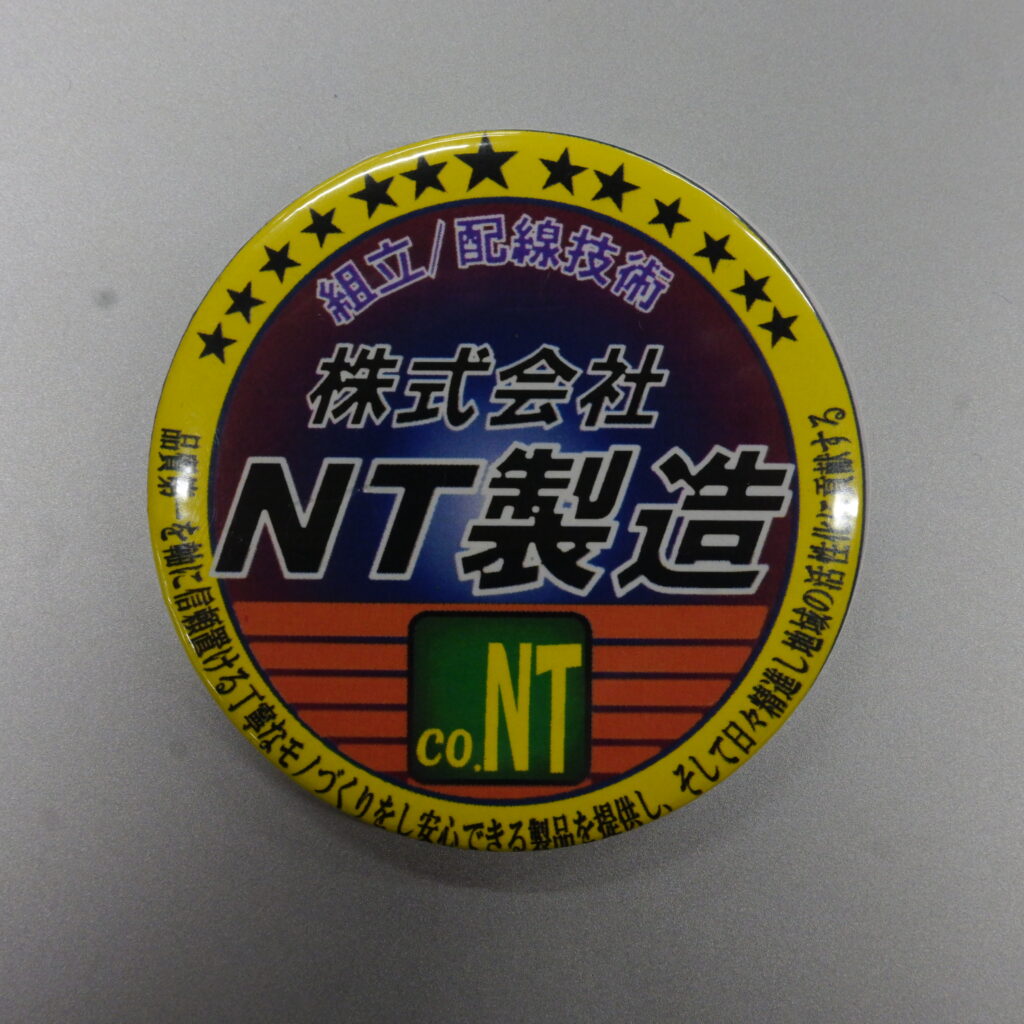 組立/配線技術
株式会社
NT製造
CO.NT
品質第一を軸に信頼置ける丁寧なモノづくりをし安心できる製品を提供し、そして日々精進し地域の活性化に貢献する